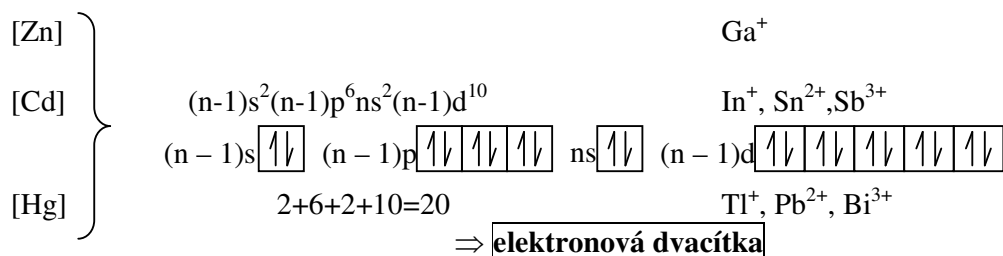 [Zn] Ga⁺
[Cd] (n-1)s²(n-1)p⁶ns²(n-1)d¹⁰ In⁺, Sn²⁺,Sb³⁺
(n – 1)s ⥮ (n – 1)p ⥮ ⥮ ⥮ ns ⥮ (n – 1)d ⥮ ⥮ ⥮ ⥮ ⥮
[Hg] 2+6+2+10=20 Tl⁺, Pb²⁺, Bi³⁺
⇒ elektronová dvacítka